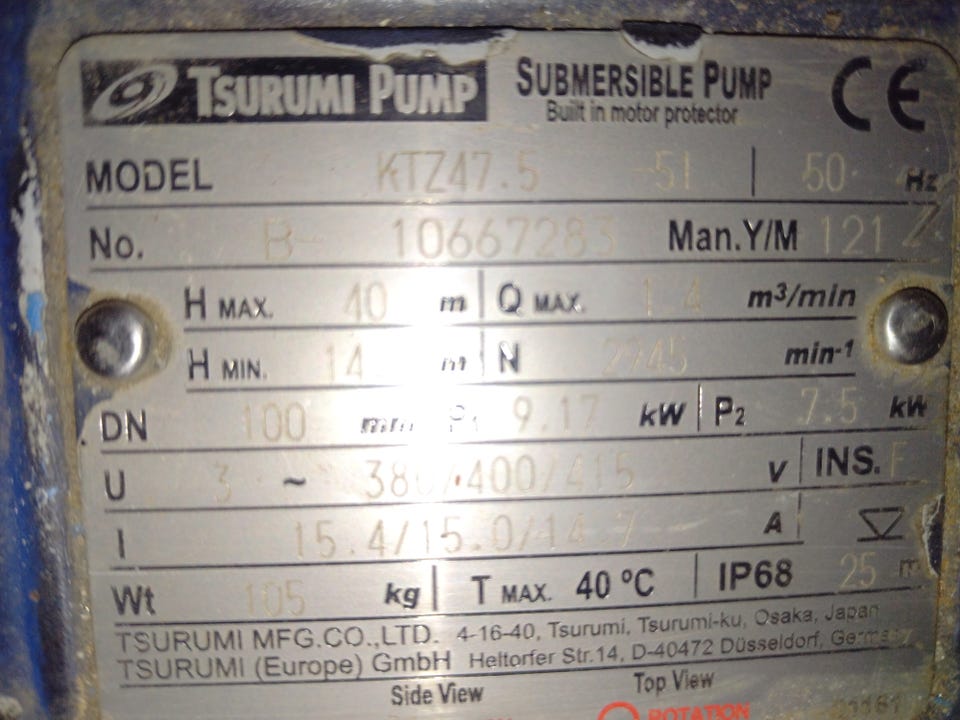 TSURUMI PUMP SUBMERSIBLE PUMP CE
Built in motor protector
MODEL KTZ47.5 -51 50 Hz
No. B- 10667283 Man.Y/M 121
H MAX. 40 m Q MAX. 1.4 m³/min
H MIN. 14 m N 2945 min-1
DN 100 mm P1 9.17 kW P2 7.5 kW
U 3 ~ 380/400/415 V INS. F
I 15.4/15.0/14.7 A
Wt 105 kg T MAX. 40 ºC IP68 25 m
TSURUMI MFG.CO.,LTD. 4-16-40, Tsurumi, Tsurumi-ku, Osaka, Japan
TSURUMI (Europe) GmbH Heltorfer Str.14, D-40472 Düsseldorf, Germany
Side View Top View
ROTATION